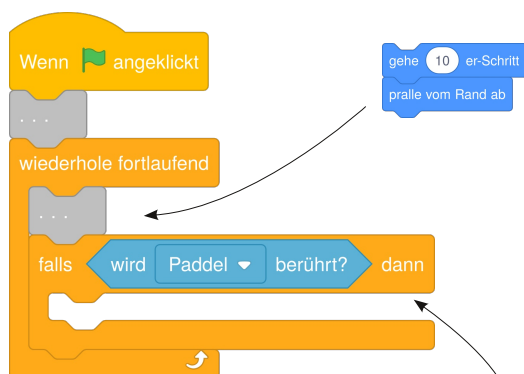 Wenn angeklickt
. . .
wiederhole fortlaufend
. . .
falls wird Paddel berührt? dann
gehe 10 er-Schritt
pralle vom Rand ab